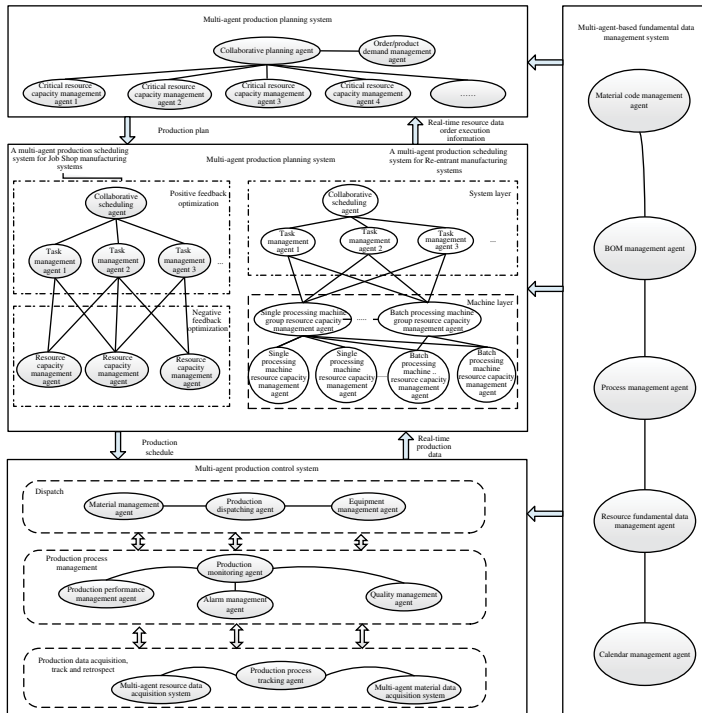 Multi-agent production planning system
Collaborative planning agent
Order/product
demand management
agent
Critical resource
capacity management
agent 1
Critical resource
capacity management
agent 2
Critical resource
capacity management
agent 3
Critical resource
capacity management
agent 4
......
Production plan
Real-time resource data
order execution
information
A multi-agent production scheduling
system for Job Shop manufacturing
systems
Multi-agent production planning system
A multi-agent production scheduling
system for Re-entrant manufacturing
systems
Positive feedback
optimization
Collaborative
scheduling
agent
Task
management
agent 1
Task
management
agent 2
Task
management
agent 3
...
Negative
feedback
optimization
Resource
capacity
management
agent
Resource
capacity
management
agent
Resource
capacity
management
agent
System layer
Collaborative
scheduling
agent
Task
management
agent 1
Task
management
agent 2
Task
management
agent 3
...
Machine layer
Single processing machine
group resource capacity
management agent
.....
Batch processing machine
group resource capacity
management agent
Single
processing
machine
resource capacity
management
agent
Single
processing
machine
resource capacity
management
agent
Batch
processing
machine ..
resource capacity
management
agent
Batch
processing
machine
resource capacity
management
agent
Production
schedule
Real-time
production
data
Multi-agent production control system
Dispatch
Material management
agent
Production
dispatching agent
Equipment
management agent
Production process
management
Production
monitoring agent
Production performance
management agent
Alarm management
agent
Quality management
agent
Production data acquisition,
track and retrospect
Production process
tracking agent
Multi-agent resource data
acquisition system
Multi-agent material data
acquisition system
Multi-agent-based fundamental data
management system
Material code management
agent
BOM management agent
Process management agent
Resource fundamental data
management agent
Calendar management agent